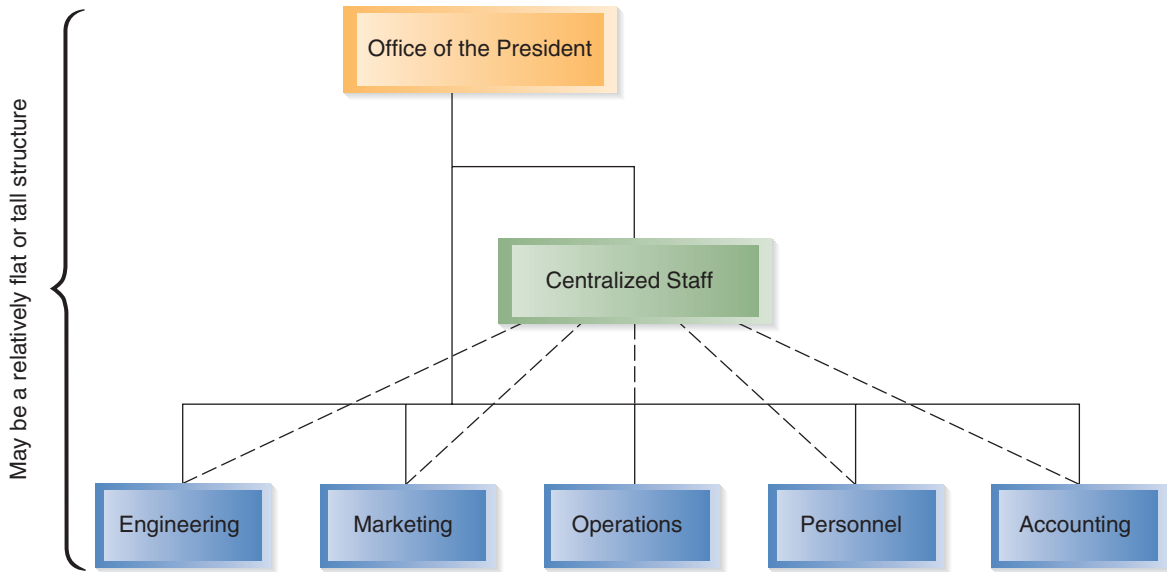 May be a relatively flat or tall structure
Office of the President
Centralized Staff
Engineering
Marketing
Operations
Personnel
Accounting